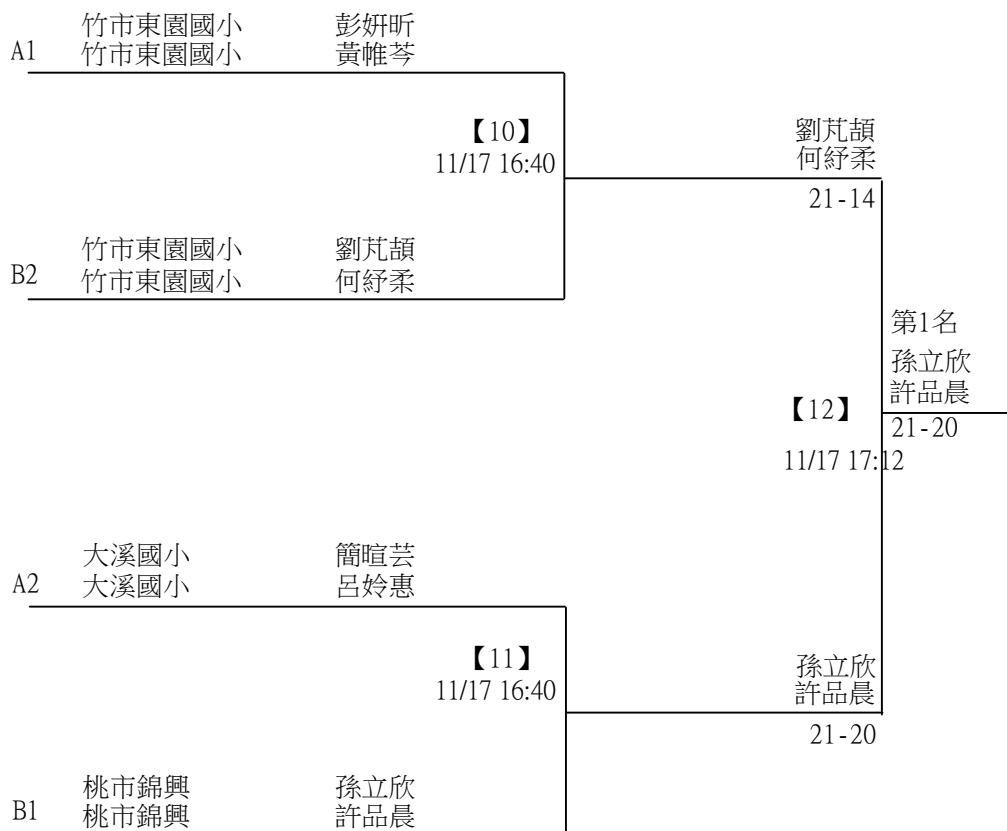 竹市東園國小 彭妍昕
A1 竹市東園國小 黃帷芩
【10】
11/17 16:40
劉芃頡
何紓柔
21-14
竹市東園國小 劉芃頡
B2 竹市東園國小 何紓柔
第1名
孫立欣
許品晨
【12】
21-20
11/17 17:12
大溪國小 簡暄芸
A2 大溪國小 呂姈惠
【11】
11/17 16:40
孫立欣
許品晨
21-20
桃市錦興 孫立欣
B1 桃市錦興 許品晨